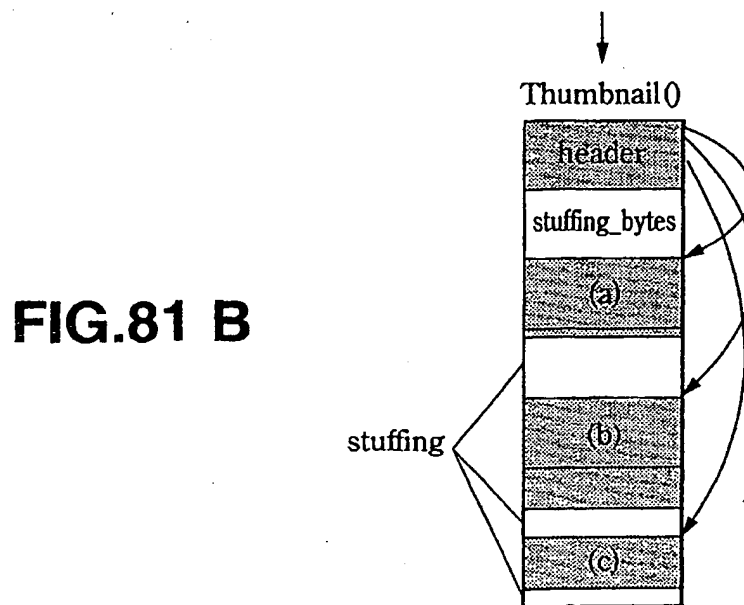 Thumbnail()
header
stuffing_bytes
(a)
FIG.81 B
(b)
stuffing
(c)